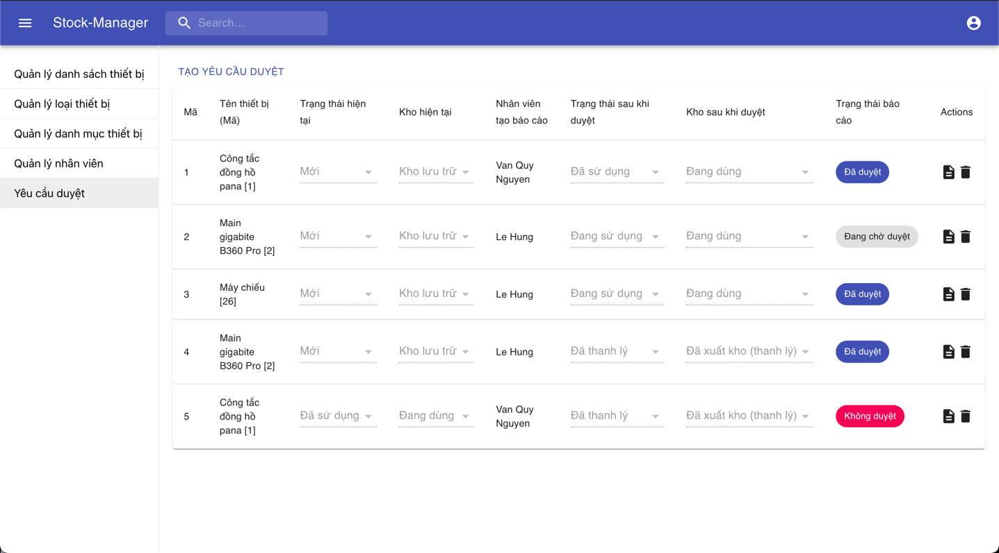 Stock-Manager
Search...
Quản lý danh sách thiết bị
Quản lý loại thiết bị
Quản lý danh mục thiết bị
Quản lý nhân viên
Yêu cầu duyệt
TẠO YÊU CẦU DUYỆT
Mã
Tên thiết bị
(Mã)
Trạng thái hiện
tại
Kho hiện tại
Nhân viên
tạo báo cáo
Trạng thái sau khi
duyệt
Kho sau khi duyệt
Trạng thái báo
cáo
Actions
1
Công tắc
đồng hồ
pana [1]
Mới
Kho lưu trữ
Van Quy
Nguyen
Đã sử dụng
Đang dùng
Đã duyệt
2
Main
gigabite
B360 Pro [2]
Mới
Kho lưu trữ
Le Hung
Đang sử dụng
Đang dùng
Đang chờ duyệt
3
Máy chiếu
[26]
Mới
Kho lưu trữ
Le Hung
Đang sử dụng
Đang dùng
Đã duyệt
4
Main
gigabite
B360 Pro [2]
Mới
Kho lưu trữ
Le Hung
Đã thanh lý
Đã xuất kho (thanh lý)
Đã duyệt
5
Công tắc
đồng hồ
pana [1]
Đã sử dụng
Đang dùng
Van Quy
Nguyen
Đã thanh lý
Đã xuất kho (thanh lý)
Không duyệt